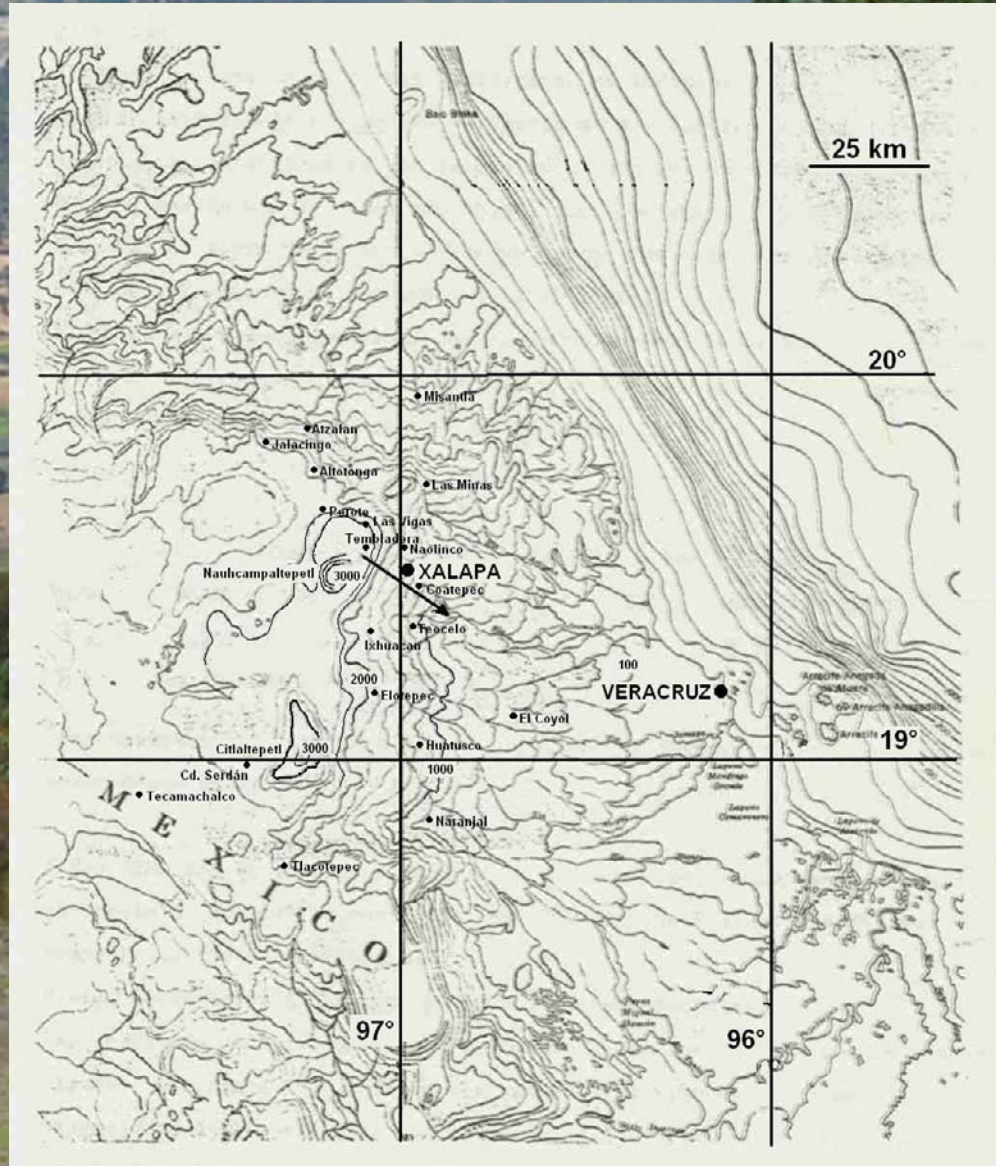 25 km
20°
Misantla
Atzalan
Jalacingo
Altotonga
Las Minas
Perote
Las Vigas
Tembladera
Naolinco
Nauhcampaltepetl
3000
XALAPA
Coatepec
Teocelo
Ixhuacan
100
2000
Elotepec
VERACRUZ
El Coyol
19°
Huatusco
Citlaltepetl
3000
Cd. Serdán
1000
Tecamachalco
Naranjal
Tlacotepec
MEXICO
97°
96°